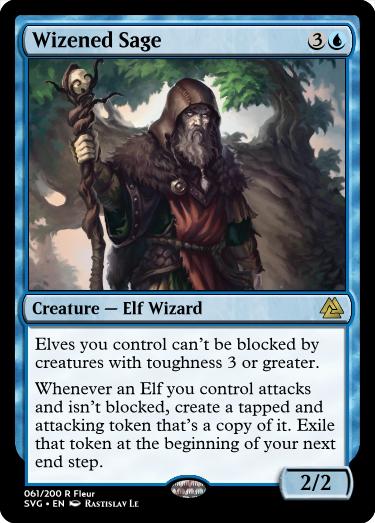 Wizened Sage 3
Creature — Elf Wizard
Elves you control can't be blocked by
creatures with toughness 3 or greater.
Whenever an Elf you control attacks
and isn't blocked, create a tapped and
attacking token that's a copy of it. Exile
that token at the beginning of your next
end step.
2/2
061/200 R Fleur
SVG • EN Rastislav Le